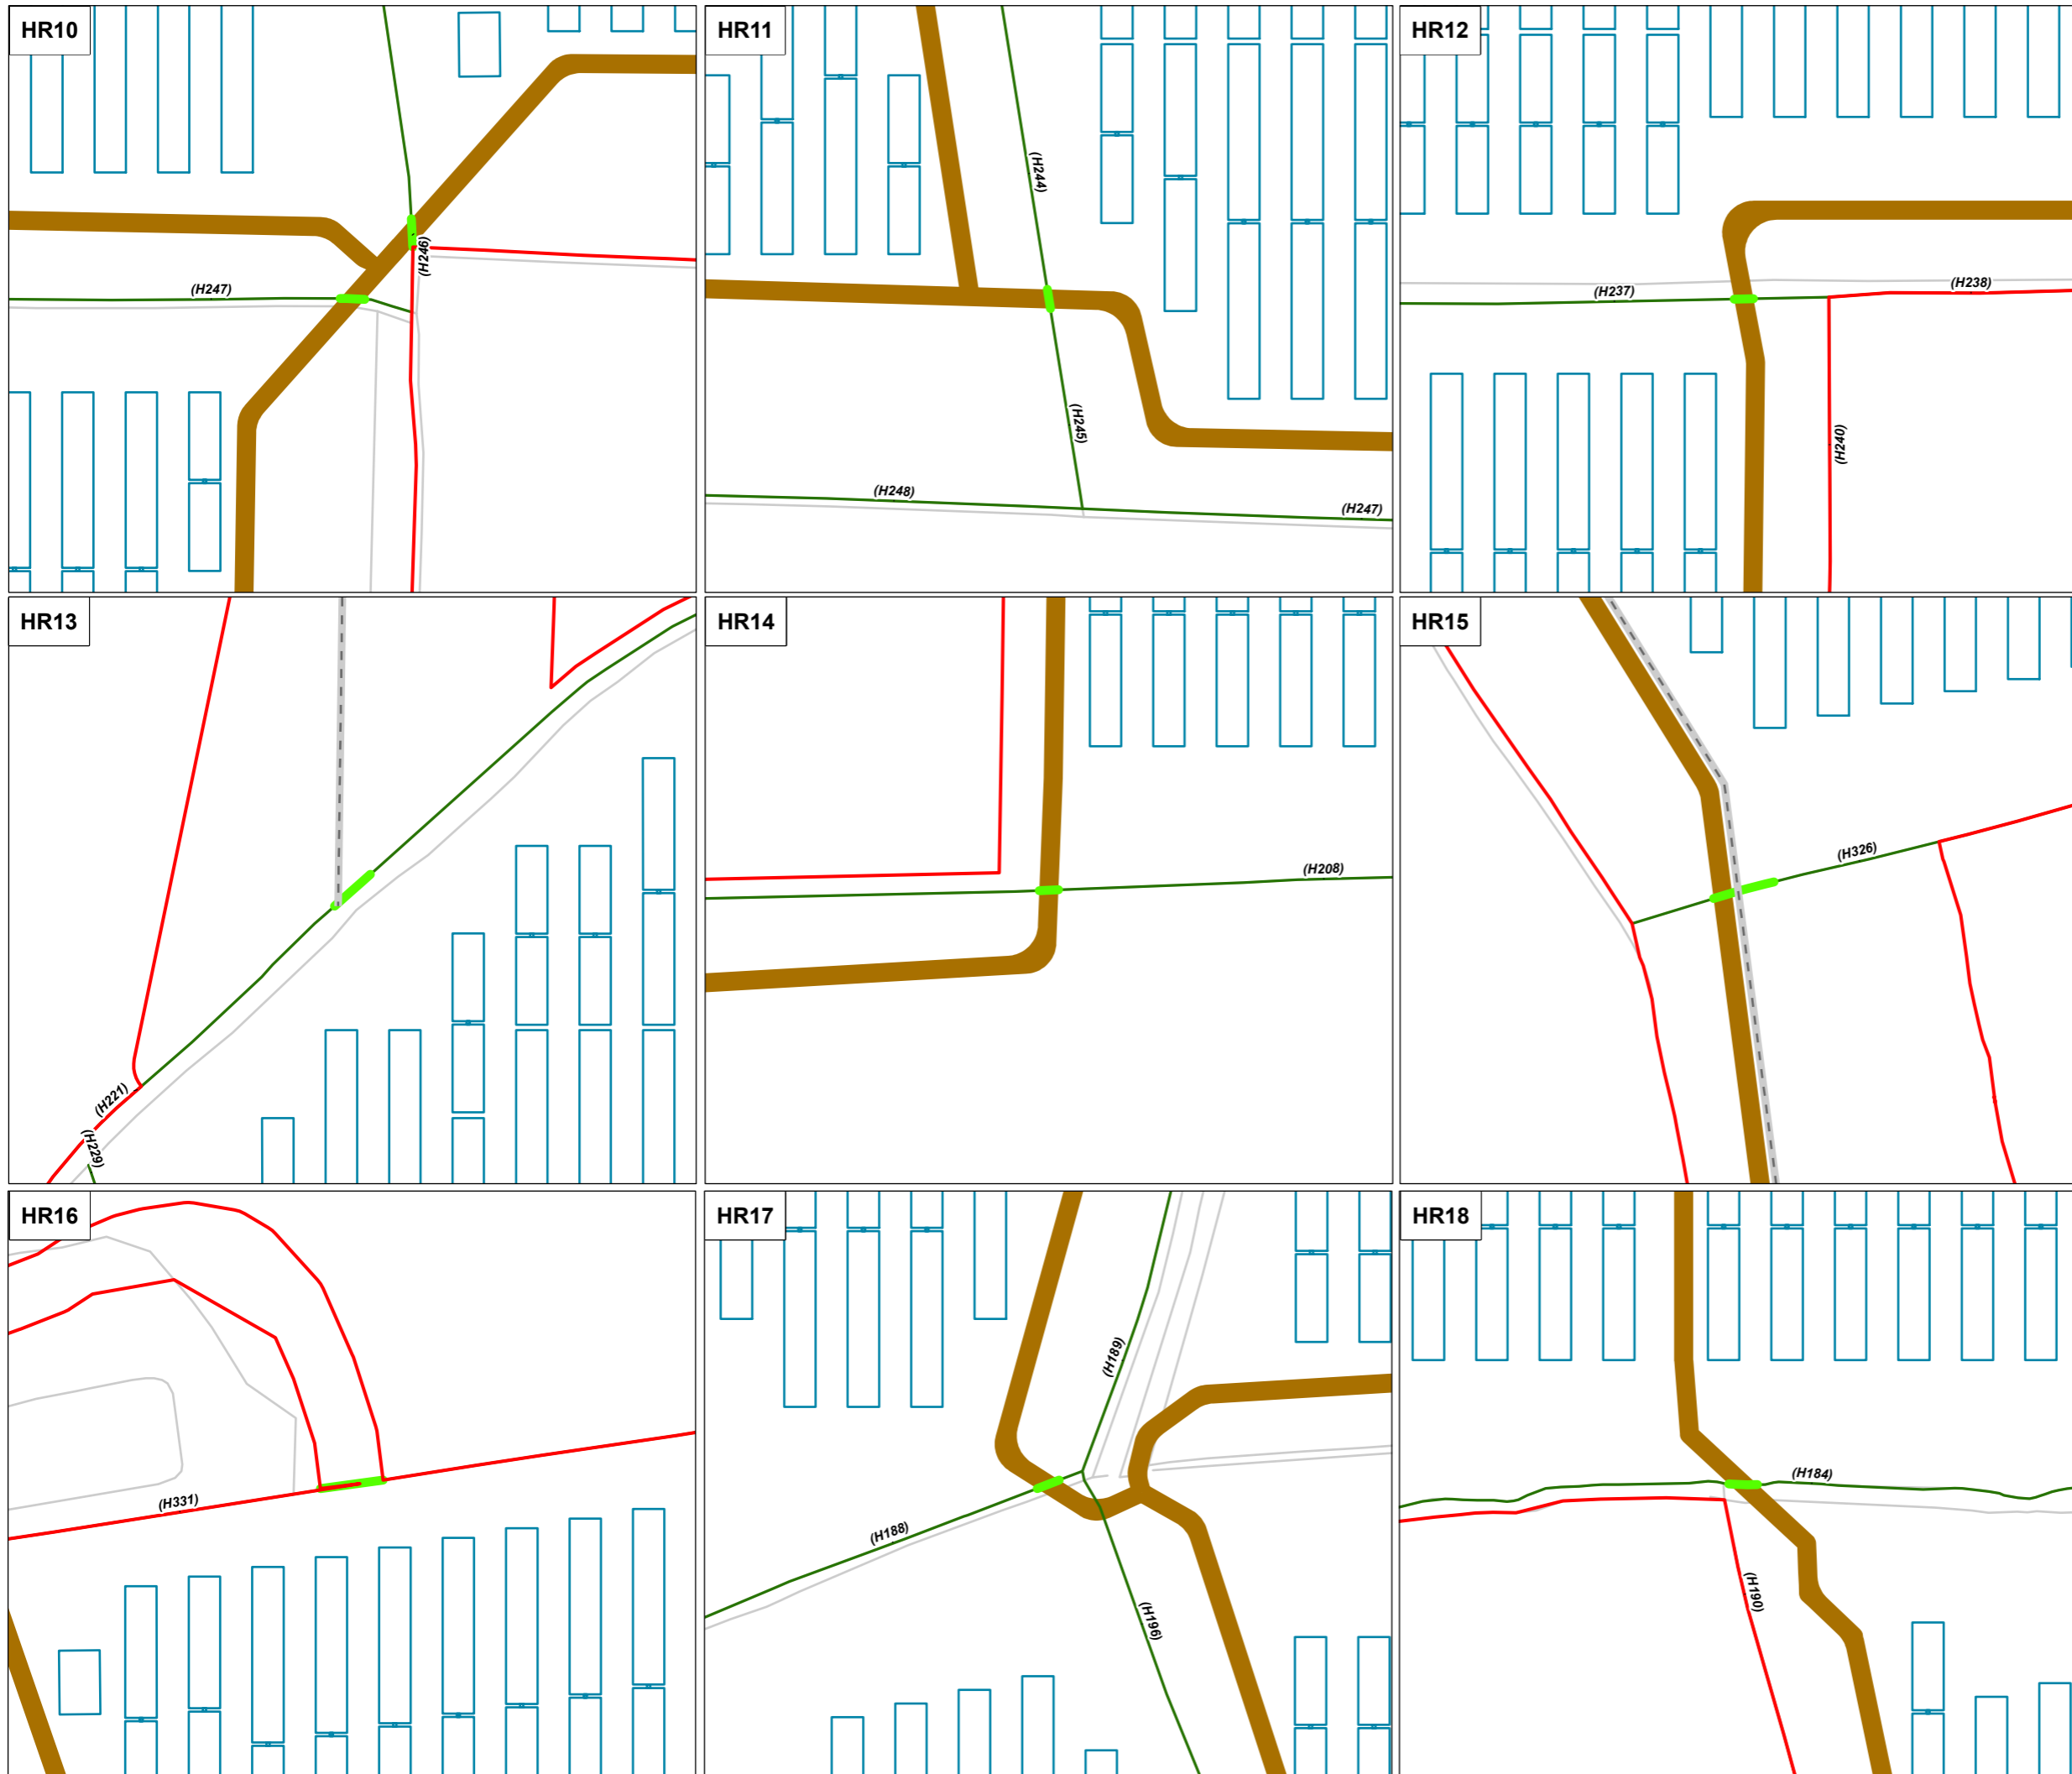 HR10
(H246)
(H247)
HR11
(H244)
(H245)
(H248)
(H247)
HR12
(H237)
(H238)
(H240)
HR13
(H221)
(H229)
HR14
(H208)
HR15
(H326)
HR16
(H331)
HR17
(H189)
(H188)
(H196)
HR18
(H184)
(H190)